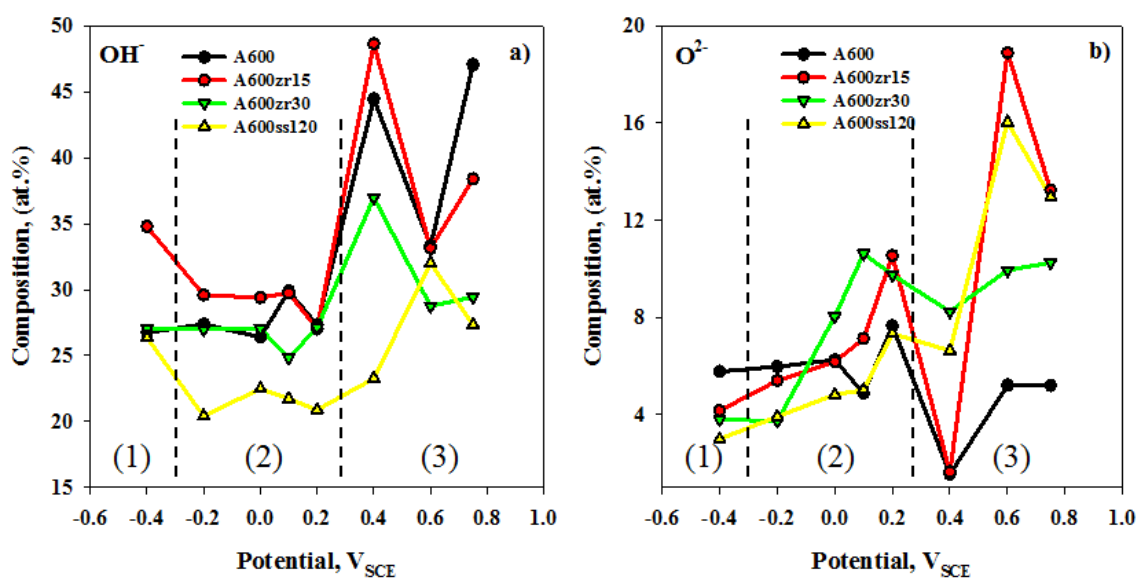 OH⁻
a)
A600
A600zr15
A600zr30
A600ss120
50
45
40
35
30
25
20
15
Composition, (at.%)
(1)
(2)
(3)
-0.6
-0.4
-0.2
0.0
0.2
0.4
0.6
0.8
1.0
Potential, V_SCE
O²⁻
b)
A600
A600zr15
A600zr30
A600ss120
20
16
12
8
4
Composition, (at.%)
(1)
(2)
(3)
-0.6
-0.4
-0.2
0.0
0.2
0.4
0.6
0.8
1.0
Potential, V_SCE